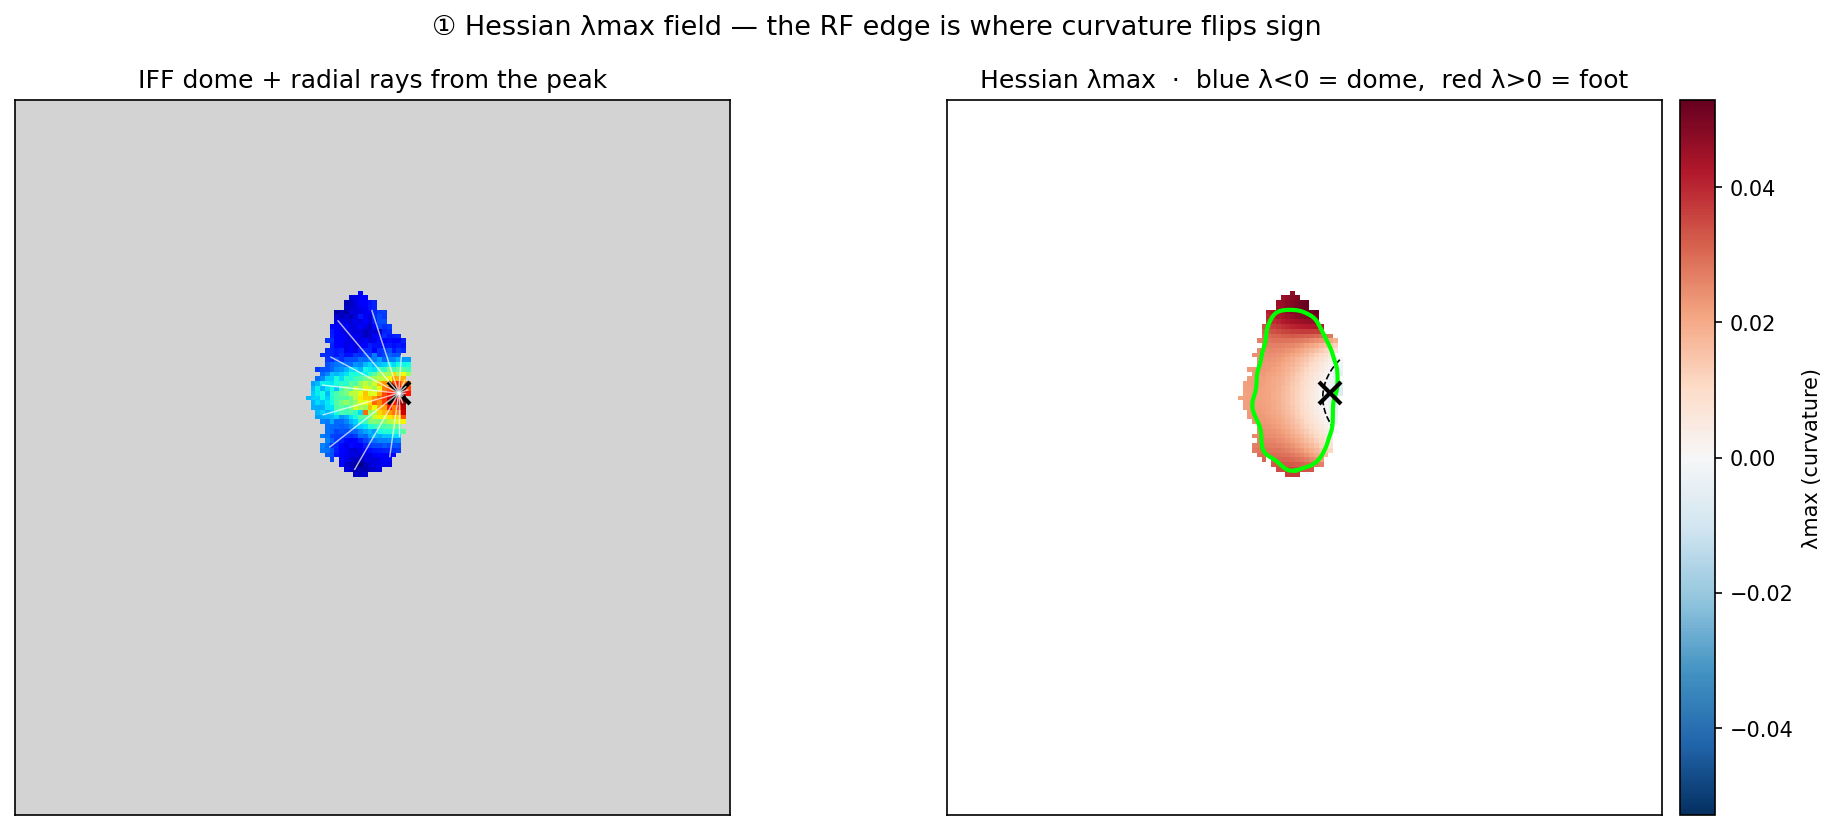 ① Hessian λmax field — the RF edge is where curvature flips sign
IFF dome + radial rays from the peak
Hessian λmax · blue λ<0 = dome, red λ>0 = foot
0.04
0.02
0.00
−0.02
−0.04
λmax (curvature)